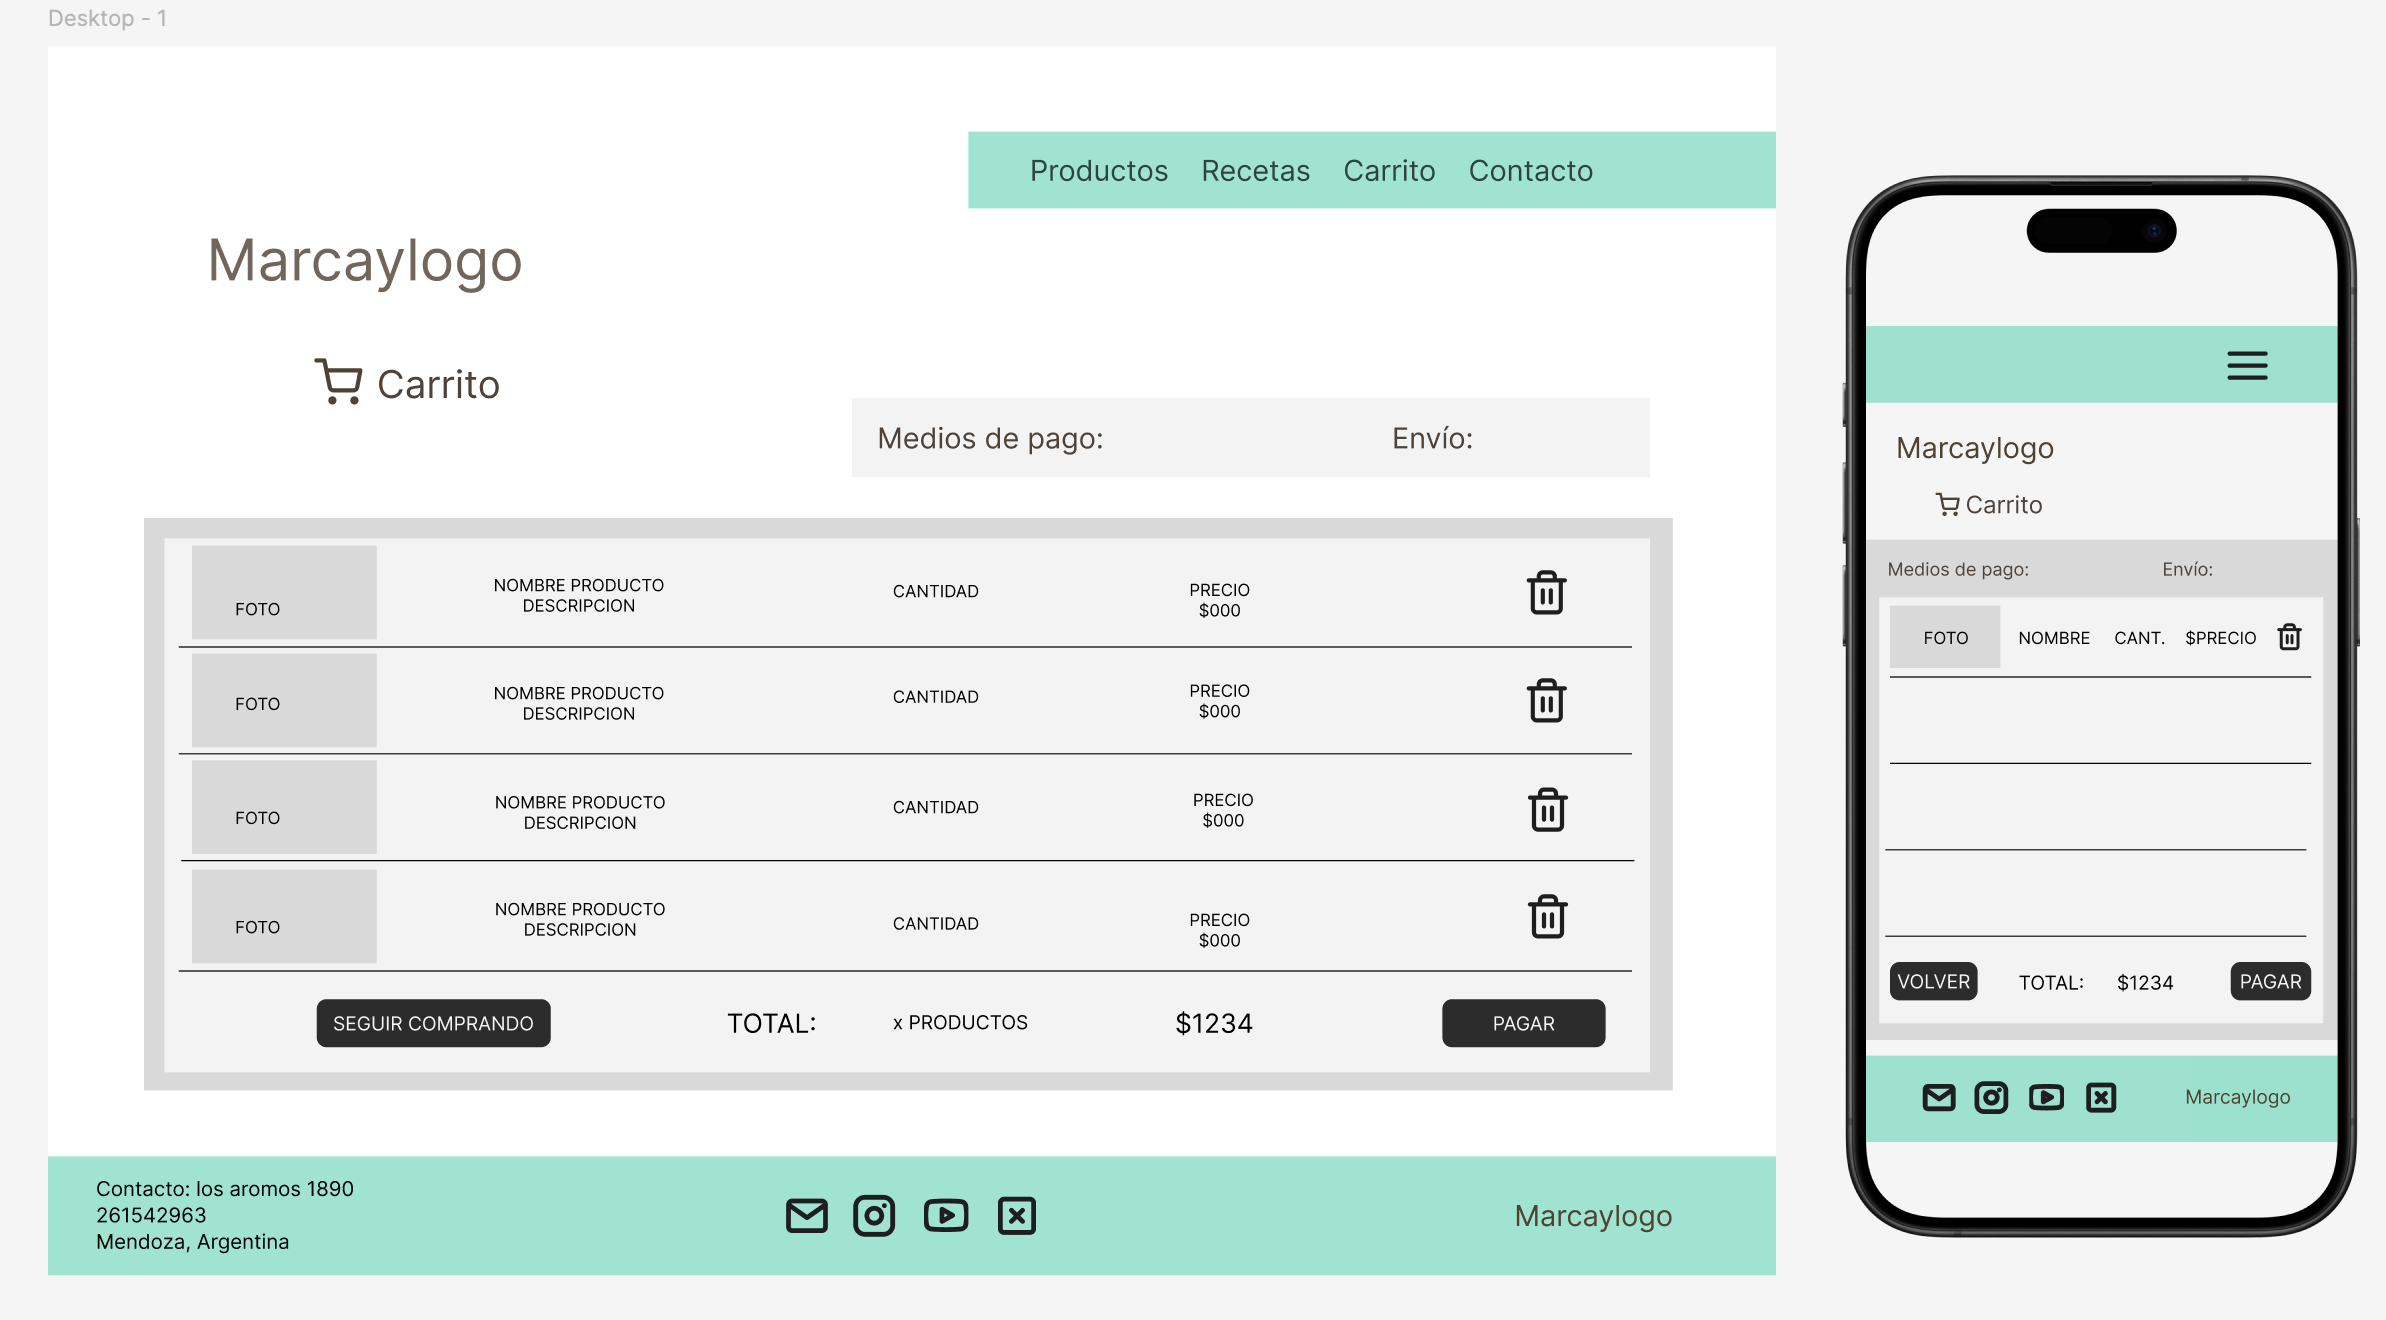 Desktop - 1
Productos Recetas Carrito Contacto
Marcaylogo
Carrito
Medios de pago: Envío:
FOTO
NOMBRE PRODUCTO
DESCRIPCION
CANTIDAD
PRECIO
$000
FOTO
NOMBRE PRODUCTO
DESCRIPCION
CANTIDAD
PRECIO
$000
FOTO
NOMBRE PRODUCTO
DESCRIPCION
CANTIDAD
PRECIO
$000
FOTO
NOMBRE PRODUCTO
DESCRIPCION
CANTIDAD
PRECIO
$000
SEGUIR COMPRANDO TOTAL: x PRODUCTOS $1234 PAGAR
Contacto: los aromos 1890
261542963
Mendoza, Argentina
Marcaylogo
Marcaylogo
Carrito
Medios de pago: Envío:
FOTO NOMBRE CANT. $PRECIO
VOLVER TOTAL: $1234 PAGAR
Marcaylogo